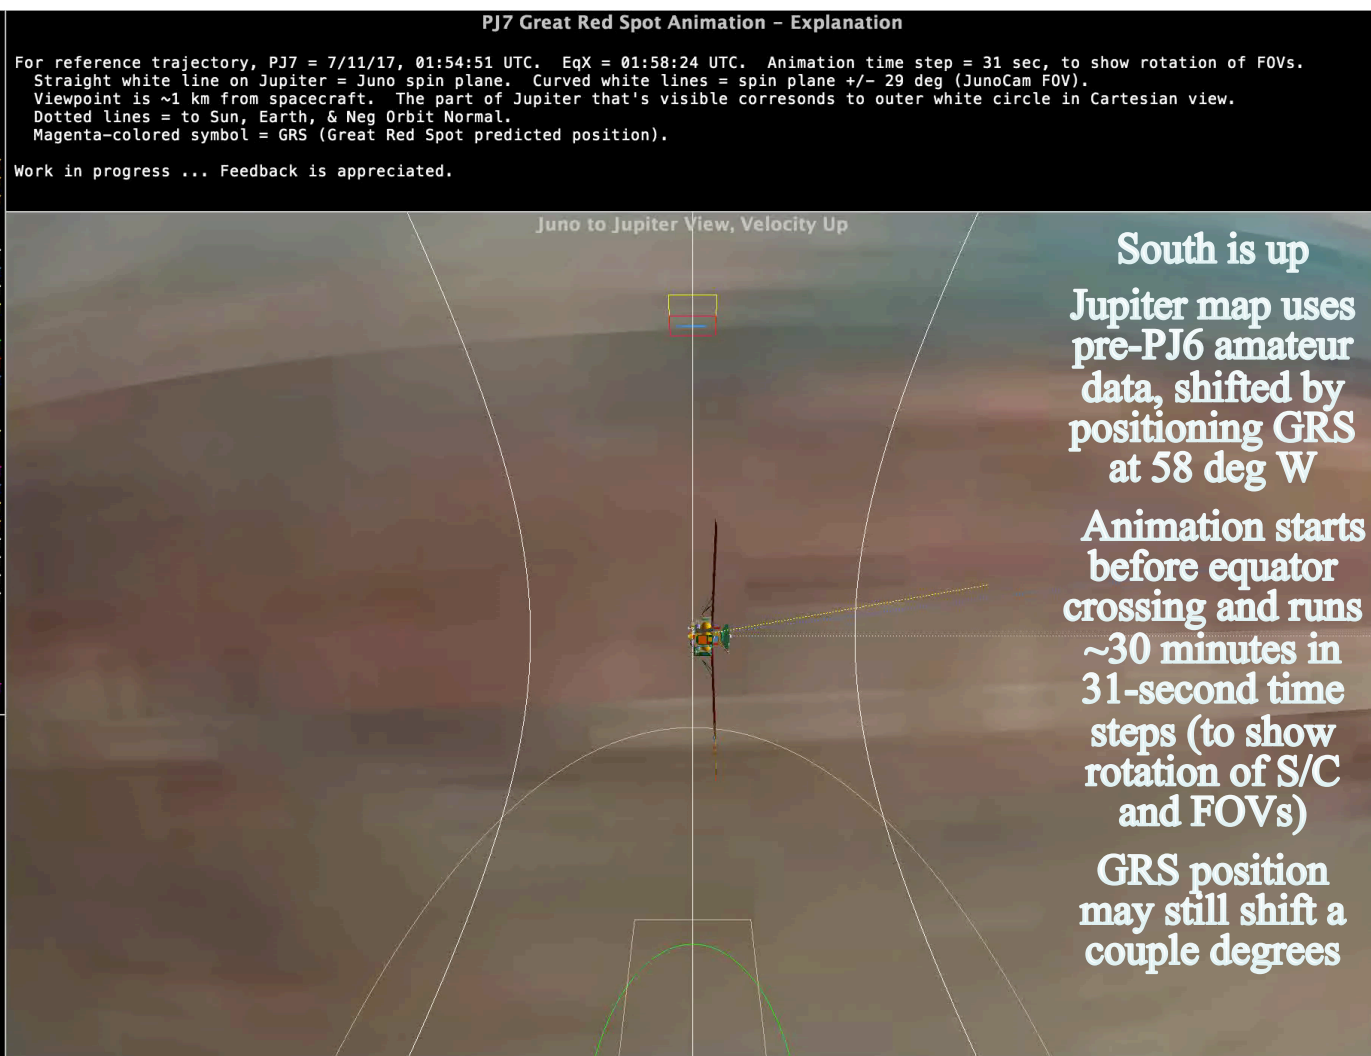 PJ7 Great Red Spot Animation – Explanation
For reference trajectory, PJ7 = 7/11/17, 01:54:51 UTC.  EqX = 01:58:24 UTC.  Animation time step = 31 sec, to show rotation of FOVs.
Straight white line on Jupiter = Juno spin plane.  Curved white lines = spin plane +/– 29 deg (JunoCam FOV).
Viewpoint is ~1 km from spacecraft.  The part of Jupiter that's visible corresonds to outer white circle in Cartesian view.
Dotted lines = to Sun, Earth, & Neg Orbit Normal.
Magenta–colored symbol = GRS (Great Red Spot predicted position).
Work in progress ... Feedback is appreciated.
Juno to Jupiter View, Velocity Up
South is up
Jupiter map uses
pre-PJ6 amateur
data, shifted by
positioning GRS
at 58 deg W
Animation starts
before equator
crossing and runs
~30 minutes in
31-second time
steps (to show
rotation of S/C
and FOVs)
GRS position
may still shift a
couple degrees